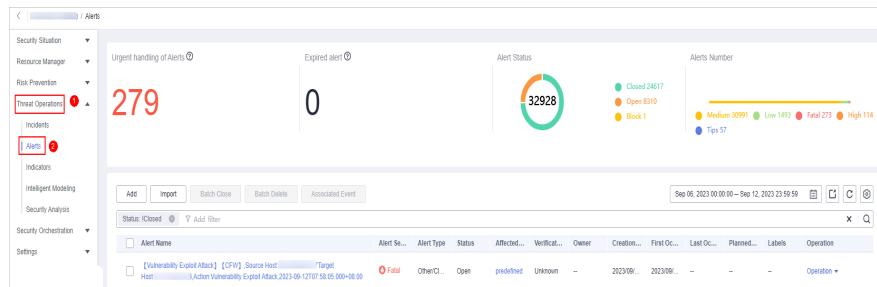 / Alerts
Security Situation
Resource Manager
Risk Prevention
Threat Operations 1
Incidents
Alerts 2
Indicators
Intelligent Modeling
Security Analysis
Security Orchestration
Settings
Urgent handling of Alerts
279
Expired alert
0
Alert Status
32928
Closed 24617
Open 8310
Block 1
Alerts Number
Medium 30991 Low 1493 Fatal 273 High 114
Tips 57
Add Import Batch Close Batch Delete Associated Event
Sep 06, 2023 00:00:00 – Sep 12, 2023 23:59:59
Status: !Closed Add filter
Alert Name Alert Se... Alert Type Status Affected... Verificat... Owner Creation... First Oc... Last Oc... Planned... Labels Operation
【Vulnerability Exploit Attack】【CFW】,Source Host: /Target
Host: ,Action Vulnerability Exploit Attack,2023-09-12T07:58:05.000+08:00
Fatal Other/Cl... Open predefined Unknown -- 2023/09/... 2023/09/... -- -- -- Operation